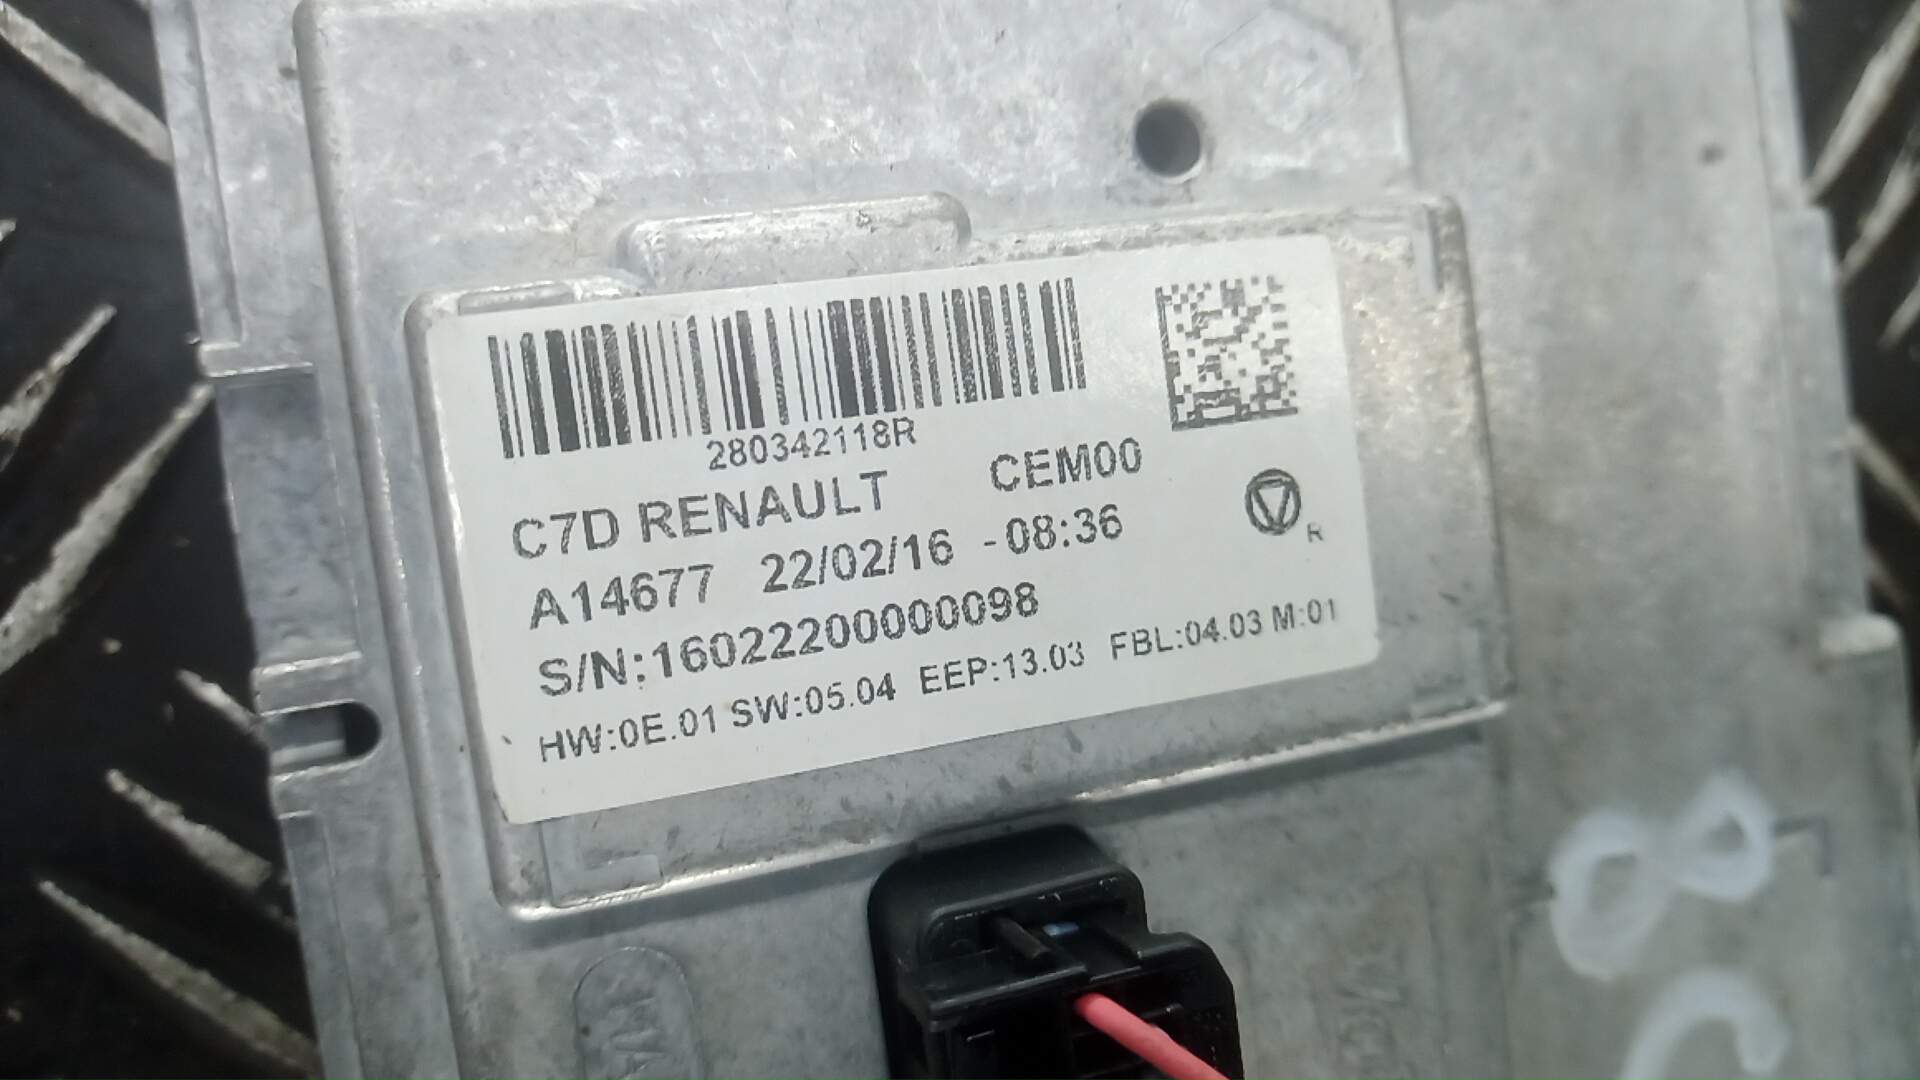 280342118R
C7D RENAULT CEM00
A14677 22/02/16 -08:36
R
S/N:16022200000098
HW:0E.01 SW:05.04 EEP:13.03 FBL:04.03 M:01